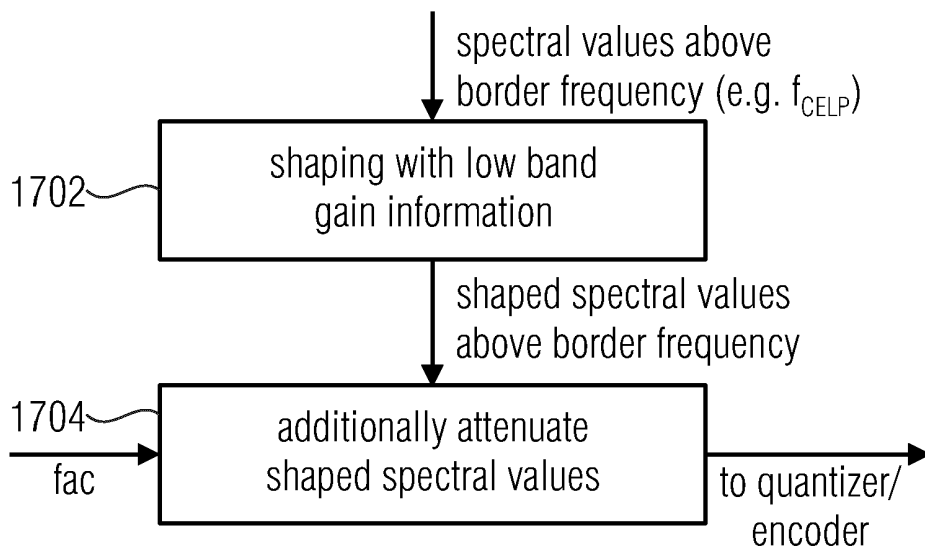 spectral values above
border frequency (e.g. fCELP)
1702
shaping with low band
gain information
shaped spectral values
above border frequency
1704
additionally attenuate
shaped spectral values
fac
to quantizer/
encoder